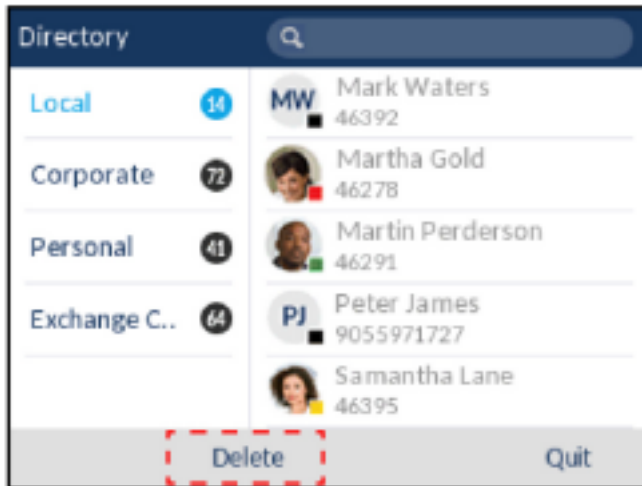 Directory
Local 14
Corporate 72
Personal 41
Exchange C.. 64
MW Mark Waters
46392
Martha Gold
46278
Martin Perderson
46291
PJ Peter James
9055971727
Samantha Lane
46395
Delete Quit